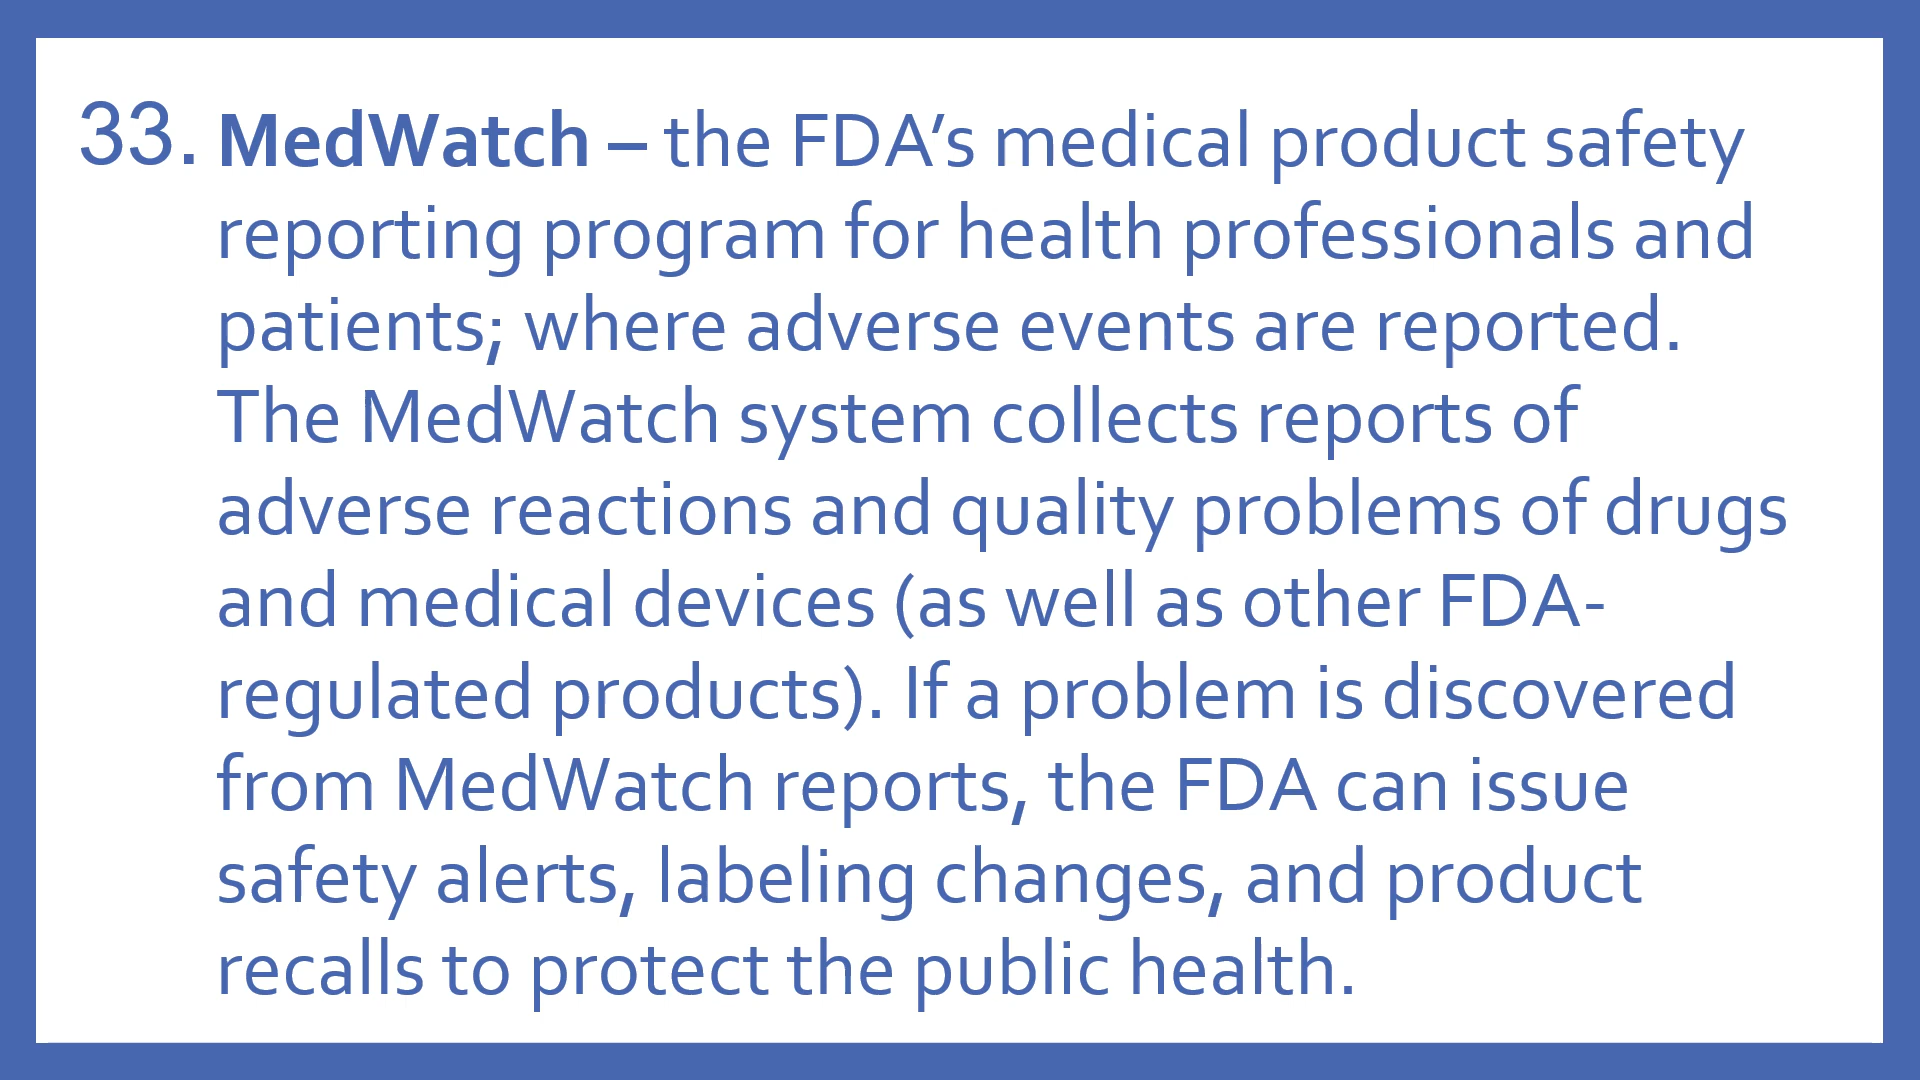 33. MedWatch – the FDA’s medical product safety
reporting program for health professionals and
patients; where adverse events are reported.
The MedWatch system collects reports of
adverse reactions and quality problems of drugs
and medical devices (as well as other FDA-
regulated products). If a problem is discovered
from MedWatch reports, the FDA can issue
safety alerts, labeling changes, and product
recalls to protect the public health.